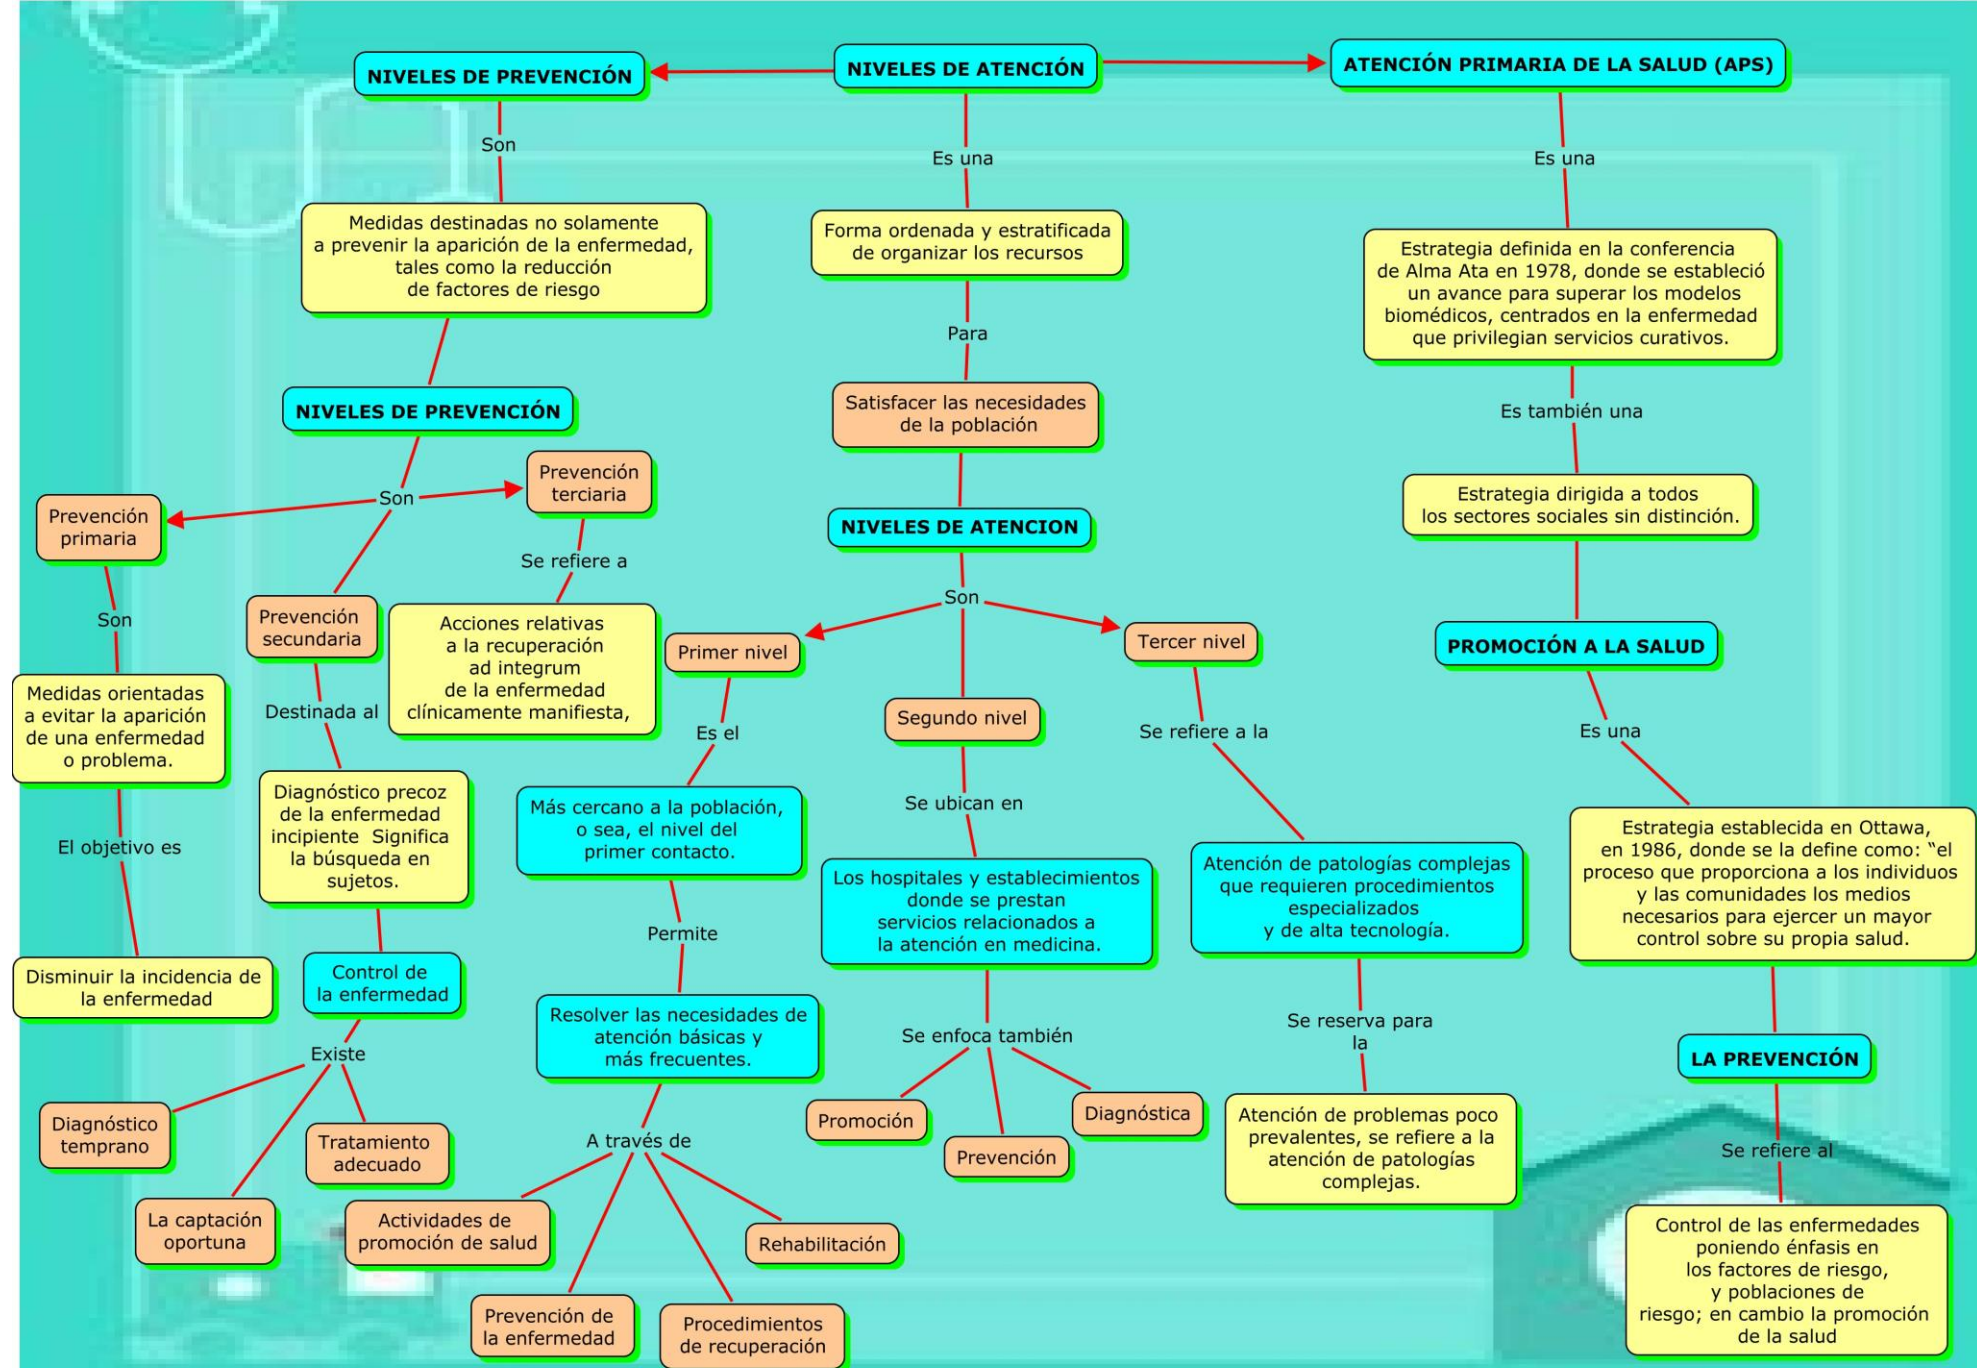 NIVELES DE PREVENCIÓN
NIVELES DE ATENCIÓN
ATENCIÓN PRIMARIA DE LA SALUD (APS)
Son
Medidas destinadas no solamente
a prevenir la aparición de la enfermedad,
tales como la reducción
de factores de riesgo
NIVELES DE PREVENCIÓN
Son
Prevención
primaria
Son
Medidas orientadas
a evitar la aparición
de una enfermedad
o problema.
El objetivo es
Disminuir la incidencia de
la enfermedad
Prevención
secundaria
Destinada al
Diagnóstico precoz
de la enfermedad
incipiente Significa
la búsqueda en
sujetos.
Control de
la enfermedad
Existe
Diagnóstico
temprano
La captación
oportuna
Tratamiento
adecuado
Prevención
terciaria
Se refiere a
Acciones relativas
a la recuperación
ad integrum
de la enfermedad
clínicamente manifiesta,
Es una
Forma ordenada y estratificada
de organizar los recursos
Para
Satisfacer las necesidades
de la población
NIVELES DE ATENCION
Son
Primer nivel
Es el
Más cercano a la población,
o sea, el nivel del
primer contacto.
Permite
Resolver las necesidades de
atención básicas y
más frecuentes.
A través de
Actividades de
promoción de salud
Prevención de
la enfermedad
Procedimientos
de recuperación
Rehabilitación
Segundo nivel
Se ubican en
Los hospitales y establecimientos
donde se prestan
servicios relacionados a
la atención en medicina.
Se enfoca también
Promoción
Prevención
Diagnóstica
Tercer nivel
Se refiere a la
Atención de patologías complejas
que requieren procedimientos
especializados
y de alta tecnología.
Se reserva para
la
Atención de problemas poco
prevalentes, se refiere a la
atención de patologías
complejas.
Es una
Estrategia definida en la conferencia
de Alma Ata en 1978, donde se estableció
un avance para superar los modelos
biomédicos, centrados en la enfermedad
que privilegian servicios curativos.
Es también una
Estrategia dirigida a todos
los sectores sociales sin distinción.
PROMOCIÓN A LA SALUD
Es una
Estrategia establecida en Ottawa,
en 1986, donde se la define como: “el
proceso que proporciona a los individuos
y las comunidades los medios
necesarios para ejercer un mayor
control sobre su propia salud.
LA PREVENCIÓN
Se refiere al
Control de las enfermedades
poniendo énfasis en
los factores de riesgo,
y poblaciones de
riesgo; en cambio la promoción
de la salud